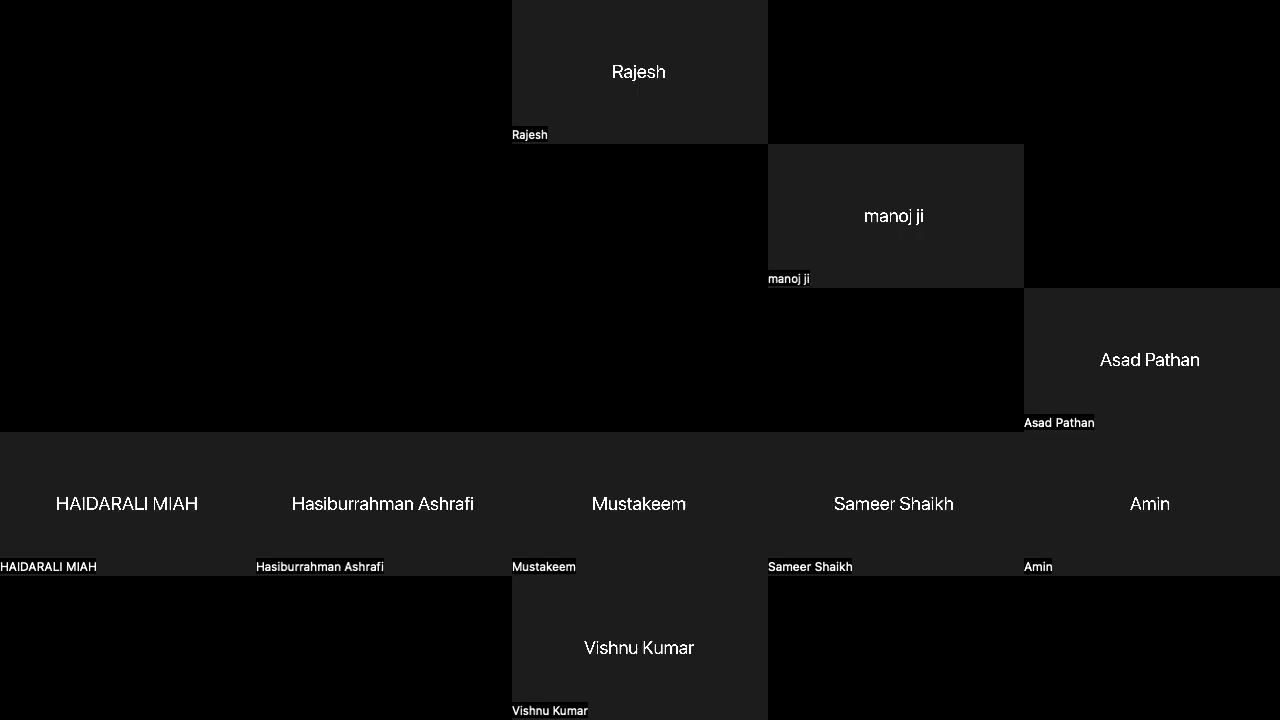 Rajesh
Rajesh
manoj ji
manoj ji
Asad Pathan
Asad Pathan
HAIDARALI MIAH
Hasiburrahman Ashrafi
Mustakeem
Sameer Shaikh
Amin
HAIDARALI MIAH
Hasiburrahman Ashrafi
Mustakeem
Sameer Shaikh
Amin
Vishnu Kumar
Vishnu Kumar